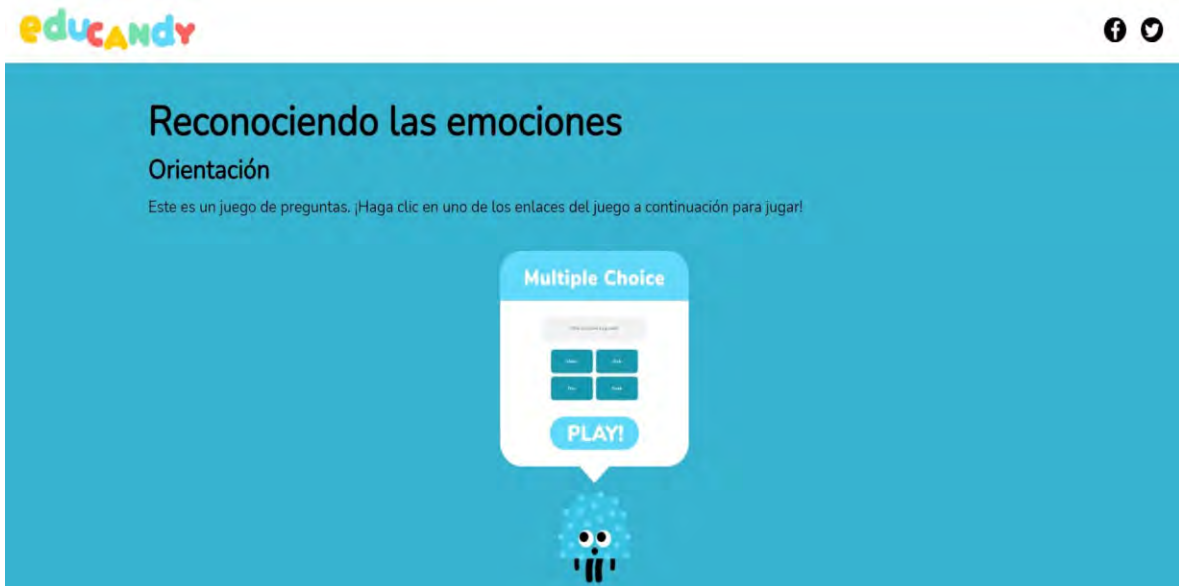 educandy
Reconociendo las emociones
Orientación
Este es un juego de preguntas. ¡Haga clic en uno de los enlaces del juego a continuación para jugar!
Multiple Choice
PLAY!